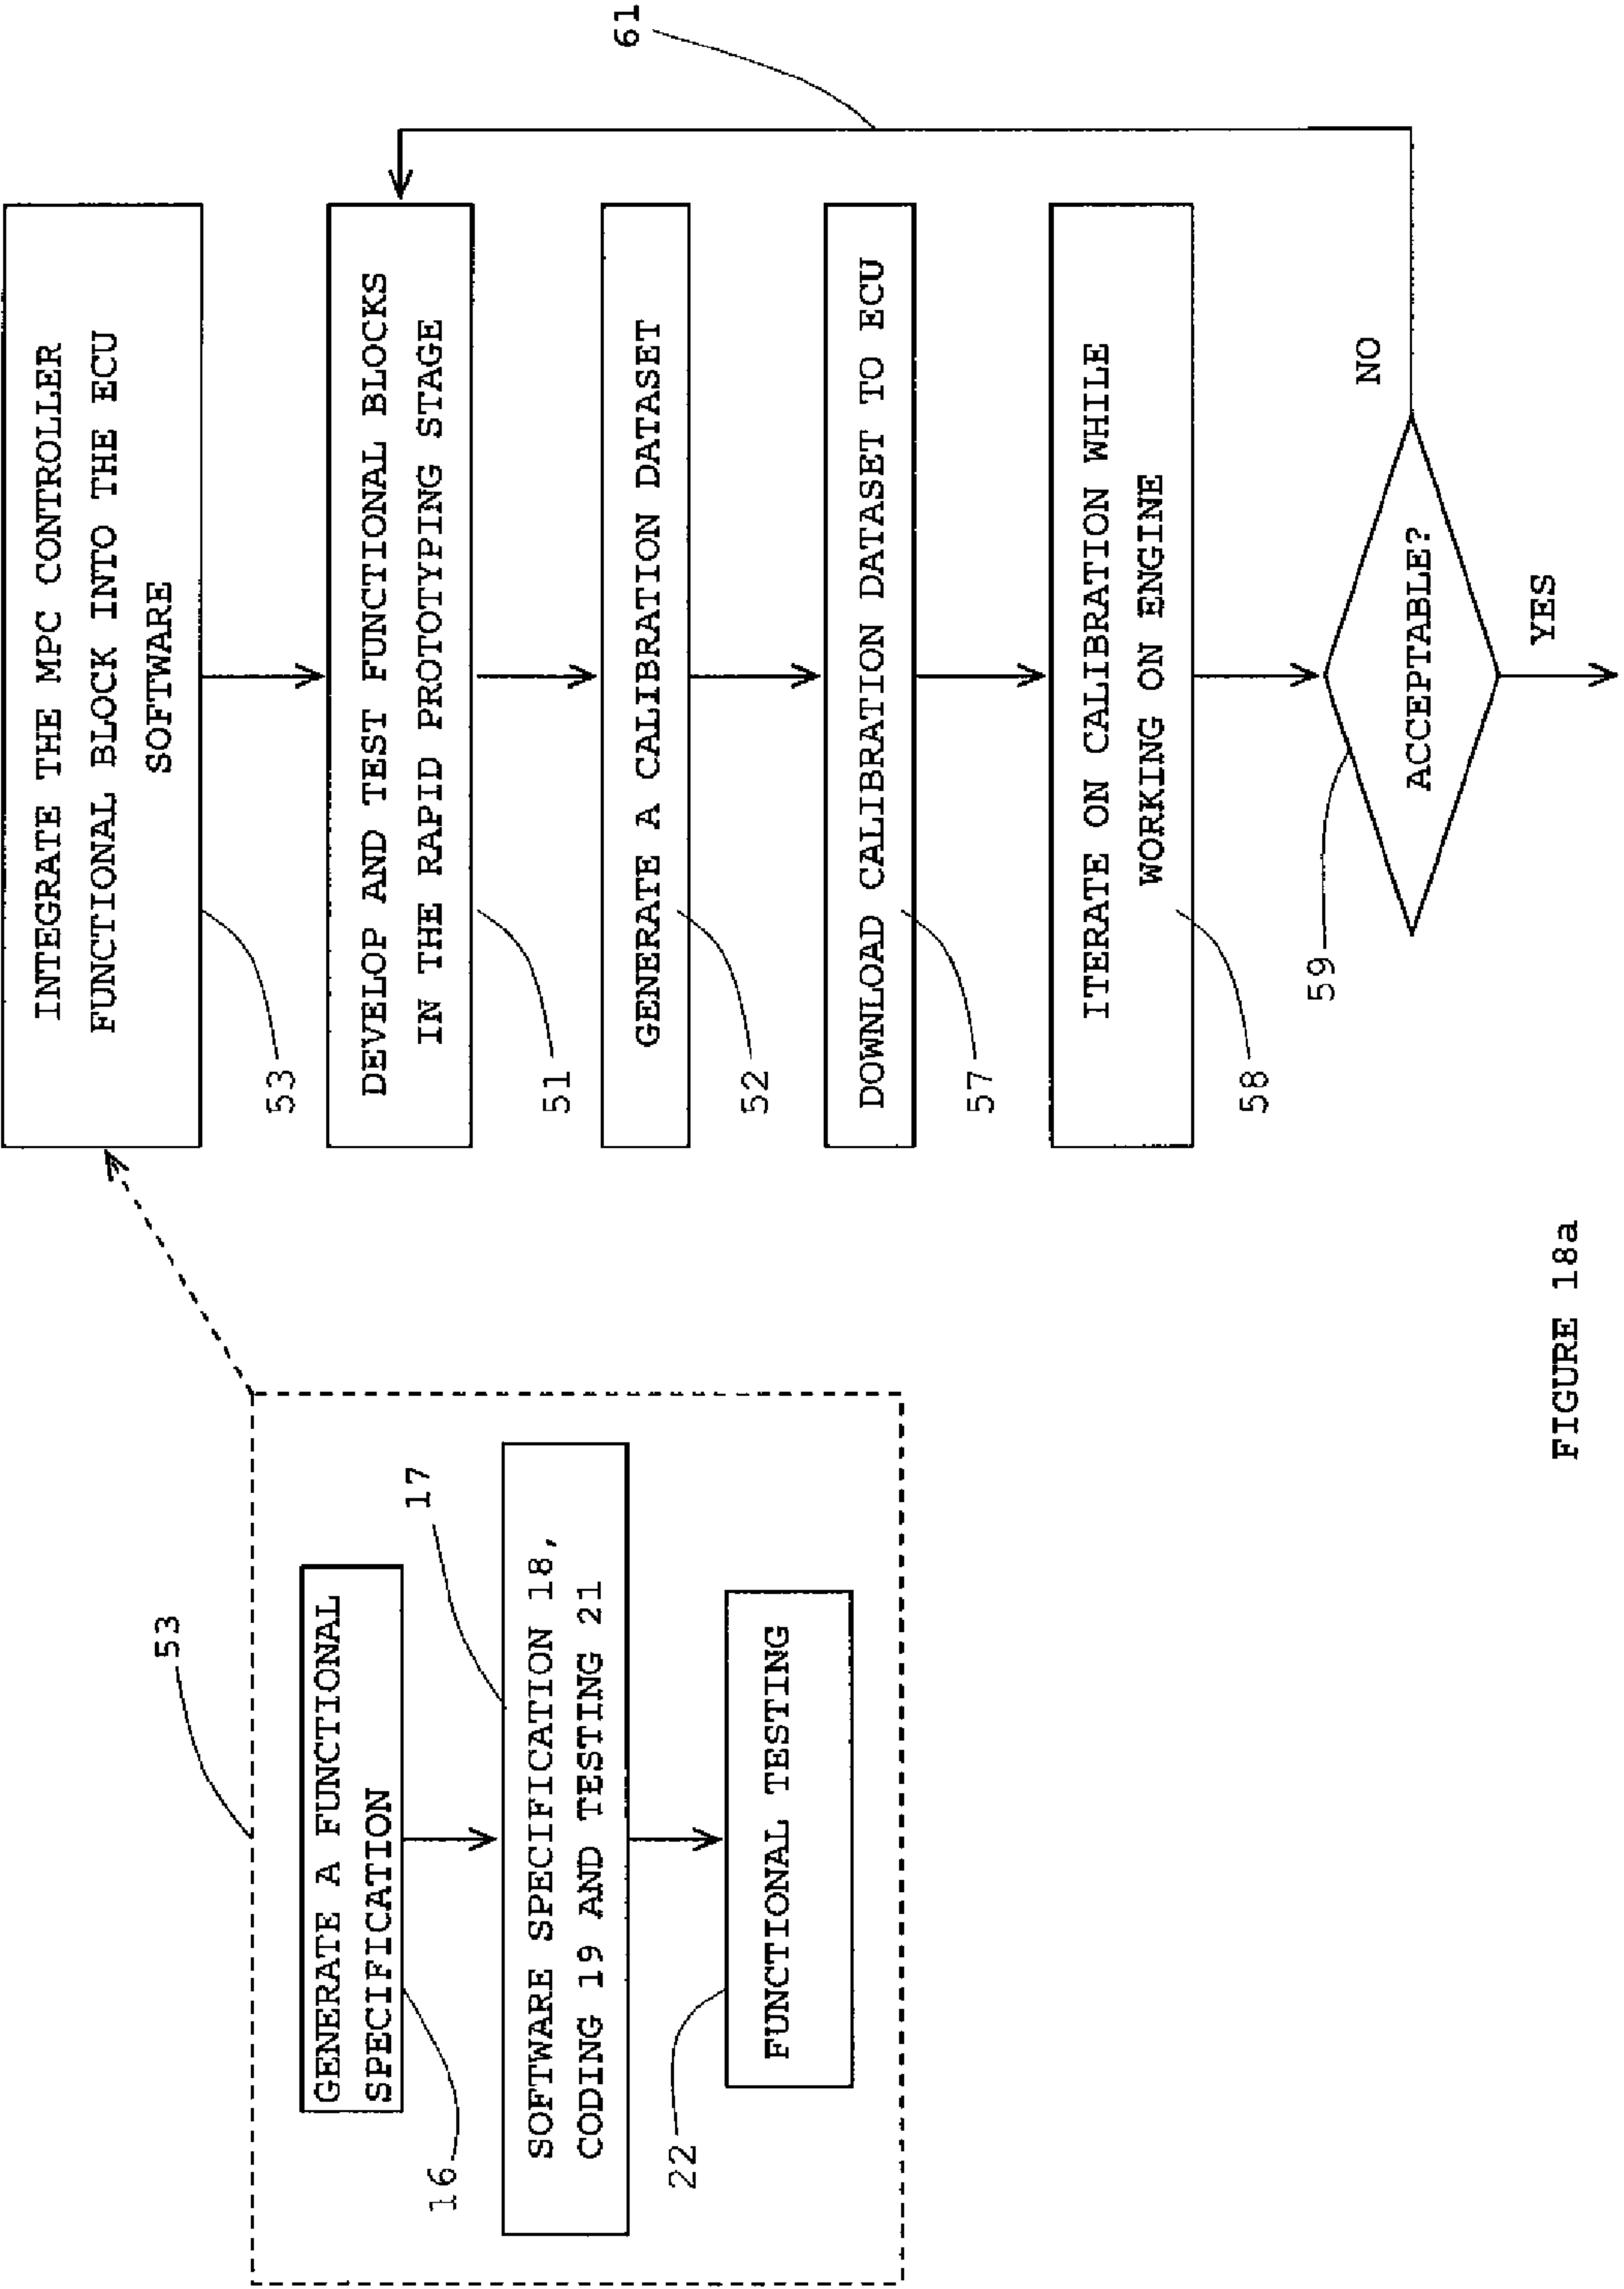 53
GENERATE A FUNCTIONAL
SPECIFICATION
16
17
SOFTWARE SPECIFICATION 18,
CODING 19 AND TESTING 21
22
FUNCTIONAL TESTING
INTEGRATE THE MPC CONTROLLER
FUNCTIONAL BLOCK INTO THE ECU
SOFTWARE
53
DEVELOP AND TEST FUNCTIONAL BLOCKS
IN THE RAPID PROTOTYPING STAGE
51
61
GENERATE A CALIBRATION DATASET
52
DOWNLOAD CALIBRATION DATASET TO ECU
57
ITERATE ON CALIBRATION WHILE
WORKING ON ENGINE
58
59
ACCEPTABLE?
NO
YES
FIGURE 18a